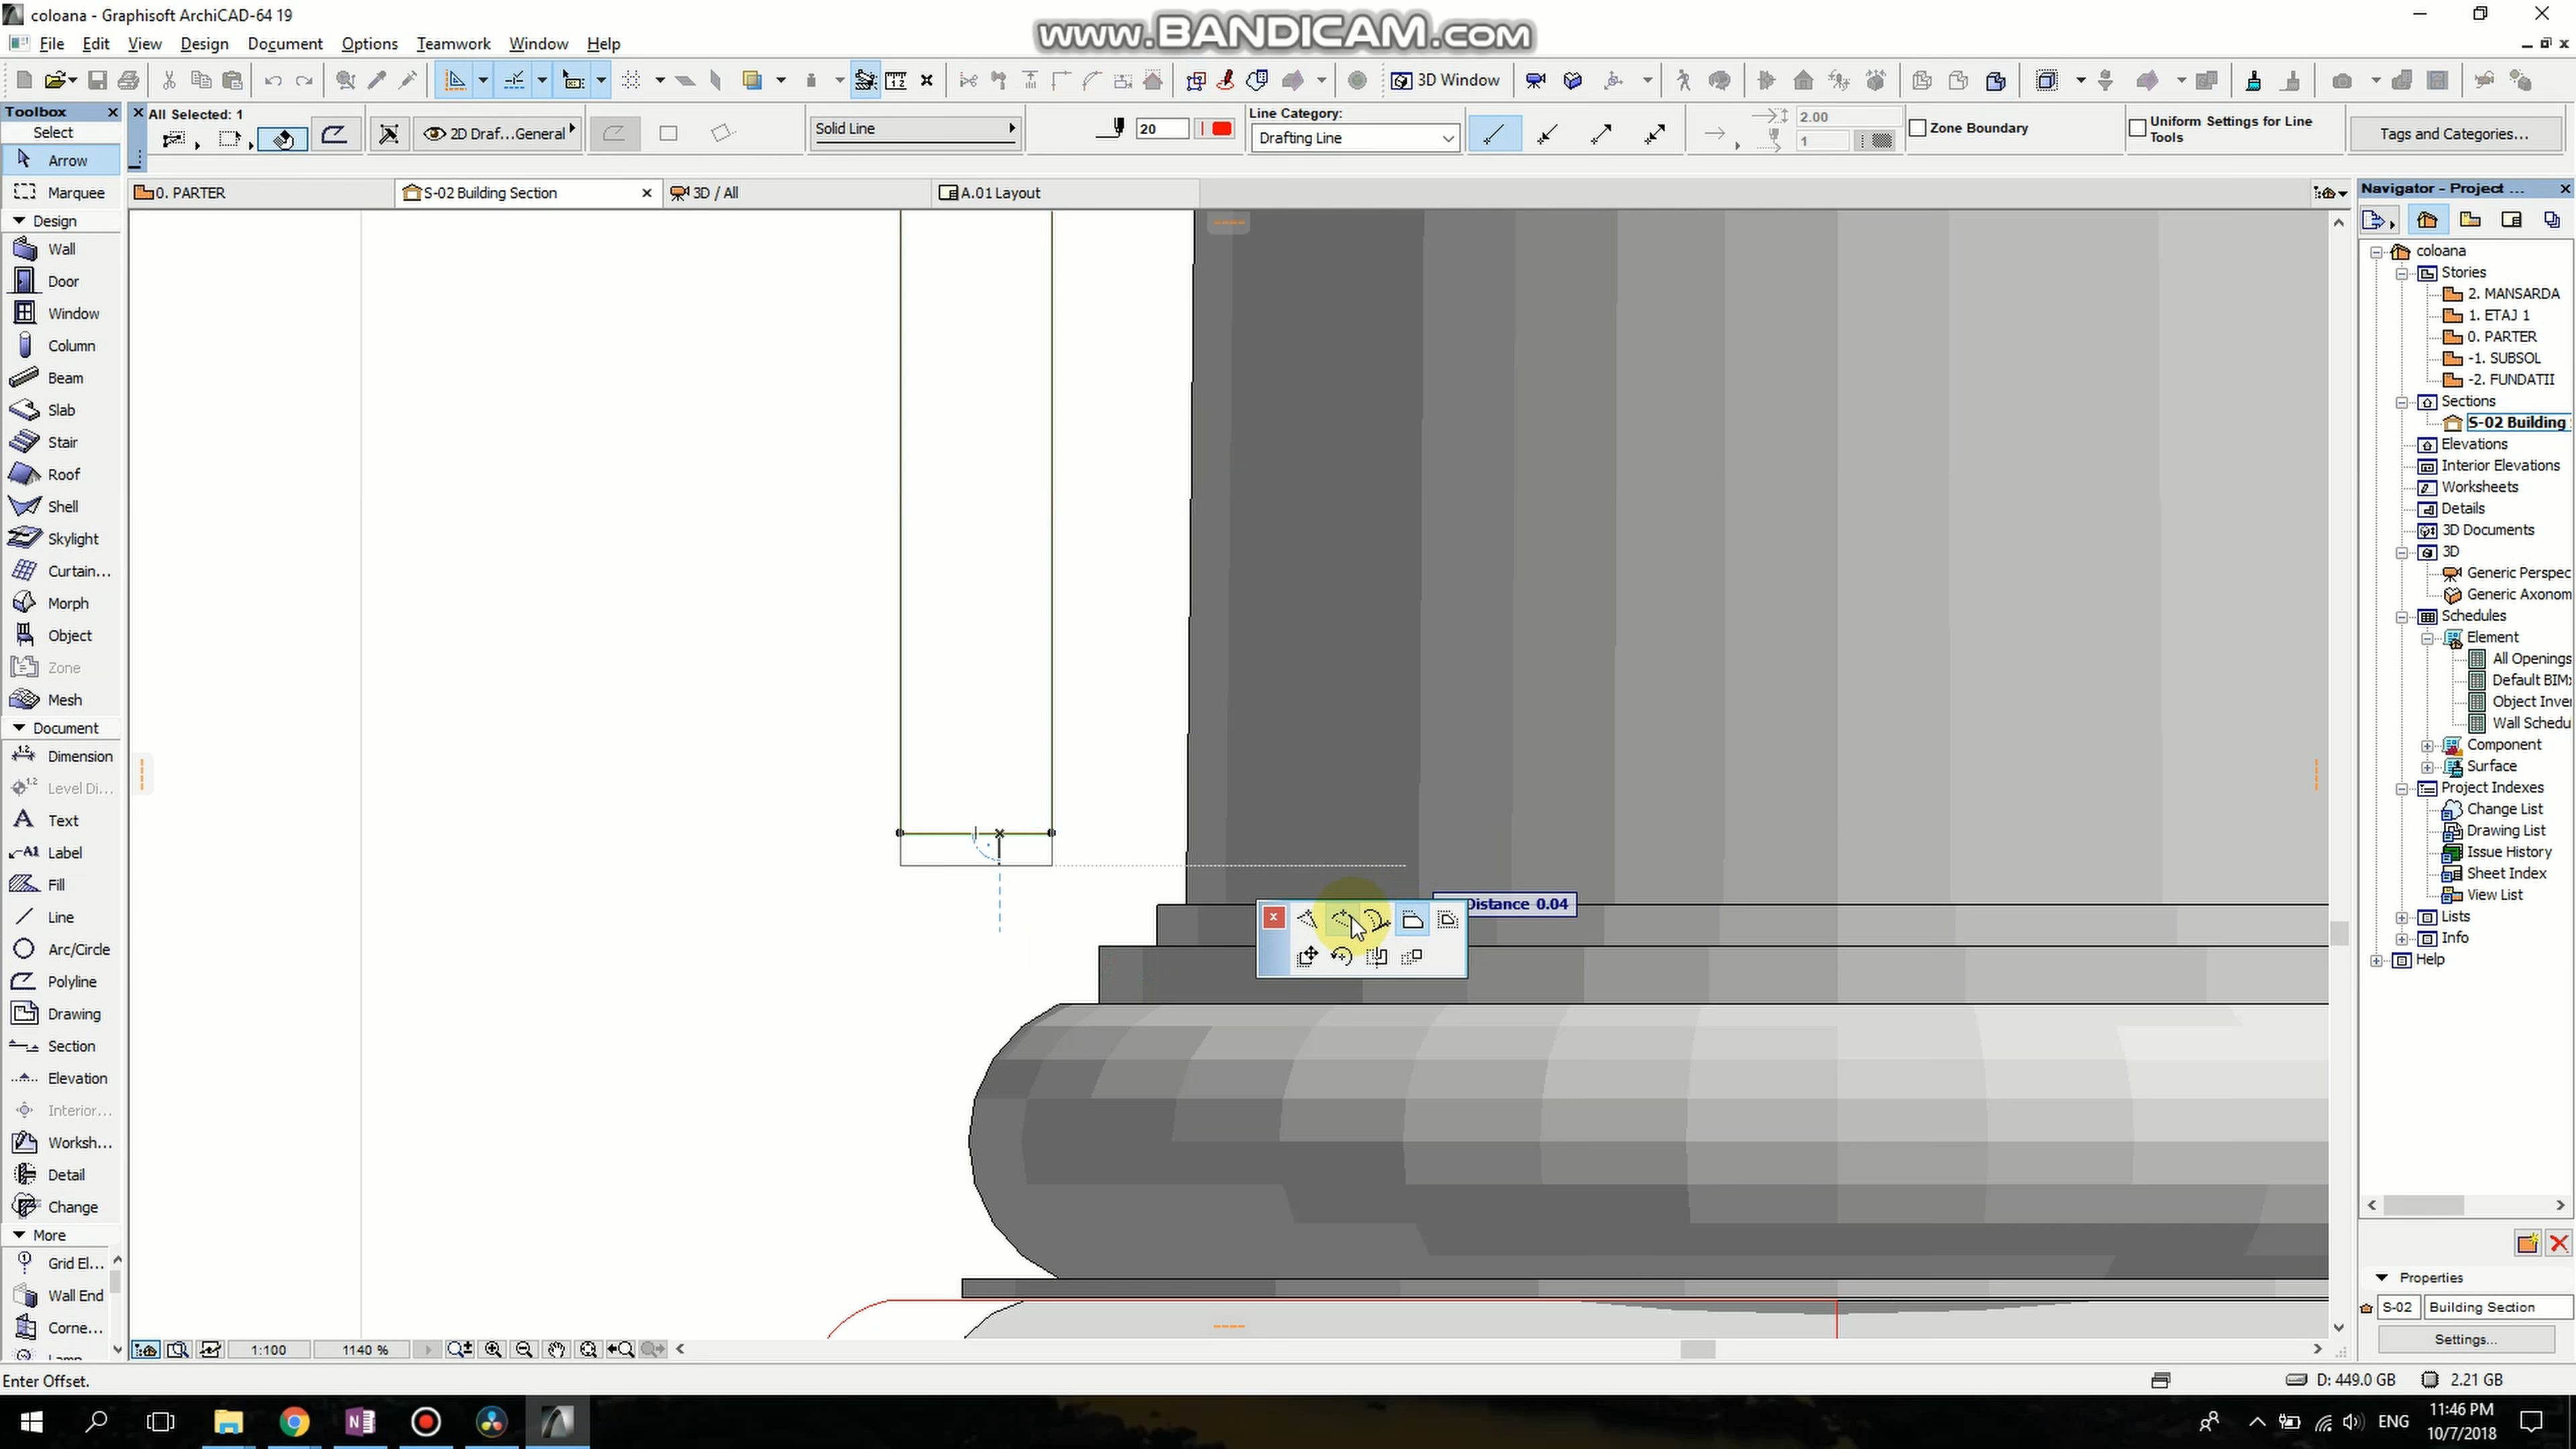 coloana - Graphisoft ArchiCAD-64 19
www.BANDICAM.com
File Edit View Design Document Options Teamwork Window Help
3D Window
Toolbox
All Selected: 1
Select
2D Draf...General
Solid Line
20
Line Category:
Drafting Line
2.00
1
Zone Boundary
Uniform Settings for Line
Tools
Tags and Categories...
Arrow
Marquee
Design
Wall
Door
Window
Column
Beam
Slab
Stair
Roof
Shell
Skylight
Curtain...
Morph
Object
Zone
Mesh
Document
Dimension
Level Di...
Text
Label
Fill
Line
Arc/Circle
Polyline
Drawing
Section
Elevation
Interior...
Worksh...
Detail
Change
More
Grid El...
Wall End
Corne...
0. PARTER
S-02 Building Section
3D / All
A.01 Layout
Distance 0.04
Navigator - Project ...
coloana
Stories
2. MANSARDA
1. ETAJ 1
0. PARTER
-1. SUBSOL
-2. FUNDATII
Sections
S-02 Building
Elevations
Interior Elevations
Worksheets
Details
3D Documents
3D
Generic Perspec
Generic Axonom
Schedules
Element
All Openings
Default BIM
Object Inve
Wall Schedu
Component
Surface
Project Indexes
Change List
Drawing List
Issue History
Sheet Index
View List
Lists
Info
Help
Properties
S-02 Building Section
Settings...
1:100
1140 %
Enter Offset.
D: 449.0 GB
2.21 GB
ENG
11:46 PM
10/7/2018